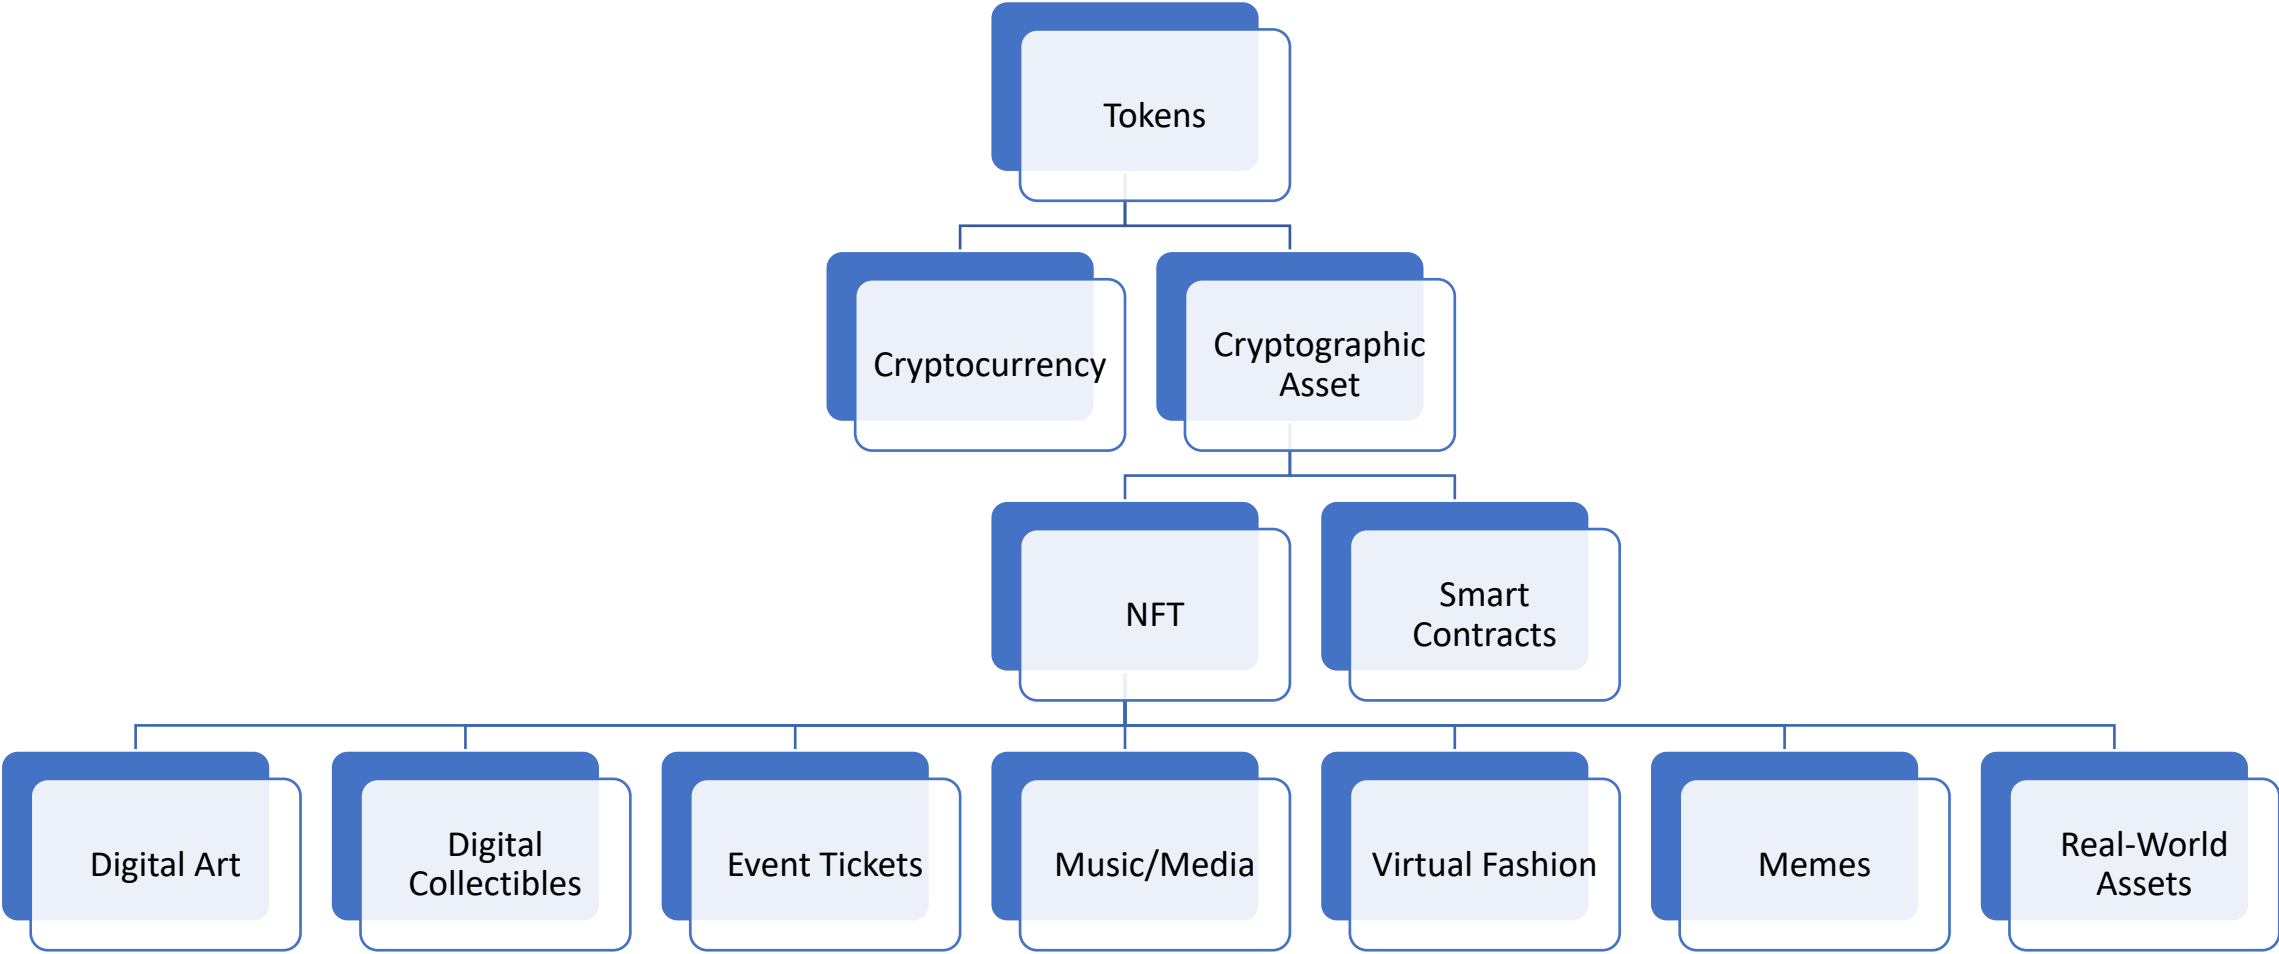 Tokens
Cryptocurrency
Cryptographic
Asset
NFT
Smart
Contracts
Digital Art
Digital
Collectibles
Event Tickets
Music/Media
Virtual Fashion
Memes
Real-World
Assets